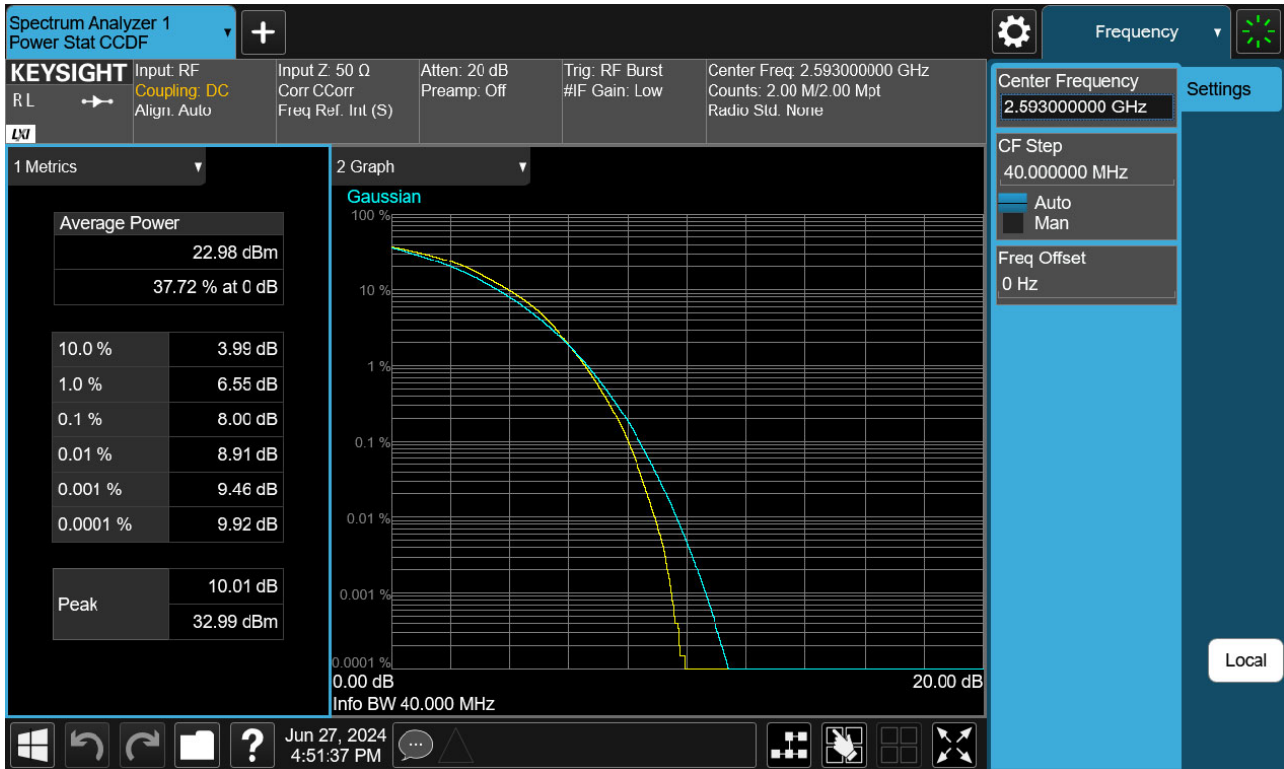 Spectrum Analyzer 1
Power Stat CCDF
+
Frequency
KEYSIGHT
R L
LXI
Input: RF
Coupling: DC
Align: Auto
Input Z: 50 Ω
Corr CCorr
Freq Ref: Int (S)
Atten: 20 dB
Preamp: Off
Trig: RF Burst
#IF Gain: Low
Center Freq: 2.593000000 GHz
Counts: 2.00 M/2.00 Mpt
Radio Std: None
1 Metrics
Average Power
22.98 dBm
37.72 % at 0 dB
10.0 % 3.99 dB
1.0 % 6.55 dB
0.1 % 8.00 dB
0.01 % 8.91 dB
0.001 % 9.46 dB
0.0001 % 9.92 dB
Peak
10.01 dB
32.99 dBm
2 Graph
Gaussian
100 %
10 %
1 %
0.1 %
0.01 %
0.001 %
0.0001 %
0.00 dB 20.00 dB
Info BW 40.000 MHz
Center Frequency
2.593000000 GHz
CF Step
40.000000 MHz
Auto
Man
Freq Offset
0 Hz
Settings
Local
?
Jun 27, 2024
4:51:37 PM